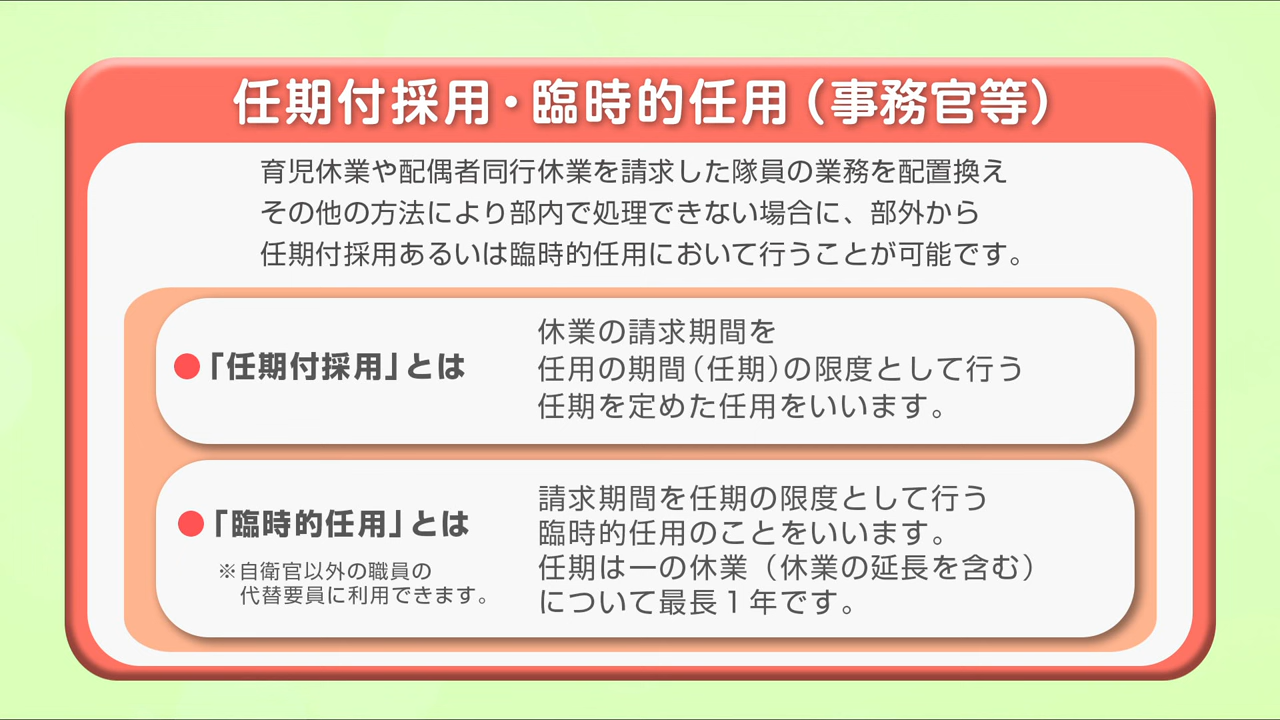 任期付採用・臨時的任用（事務官等）
育児休業や配偶者同行休業を請求した隊員の業務を配置換え
その他の方法により部内で処理できない場合に、部外から
任期付採用あるいは臨時的任用において行うことが可能です。
●「任期付採用」とは
休業の請求期間を
任用の期間（任期）の限度として行う
任期を定めた任用をいいます。
●「臨時的任用」とは
※自衛官以外の職員の
代替要員に利用できます。
請求期間を任期の限度として行う
臨時的任用のことをいいます。
任期は一の休業（休業の延長を含む）
について最長１年です。